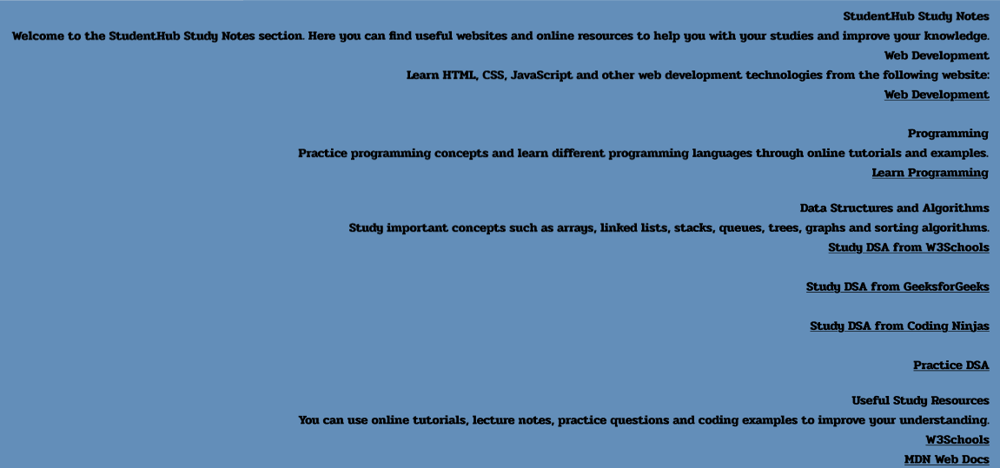 StudentHub Study Notes
Welcome to the StudentHub Study Notes section. Here you can find useful websites and online resources to help you with your studies and improve your knowledge.
Web Development
Learn HTML, CSS, JavaScript and other web development technologies from the following website:
Web Development
Programming
Practice programming concepts and learn different programming languages through online tutorials and examples.
Learn Programming
Data Structures and Algorithms
Study important concepts such as arrays, linked lists, stacks, queues, trees, graphs and sorting algorithms.
Study DSA from W3Schools
Study DSA from GeeksforGeeks
Study DSA from Coding Ninjas
Practice DSA
Useful Study Resources
You can use online tutorials, lecture notes, practice questions and coding examples to improve your understanding.
W3Schools
MDN Web Docs